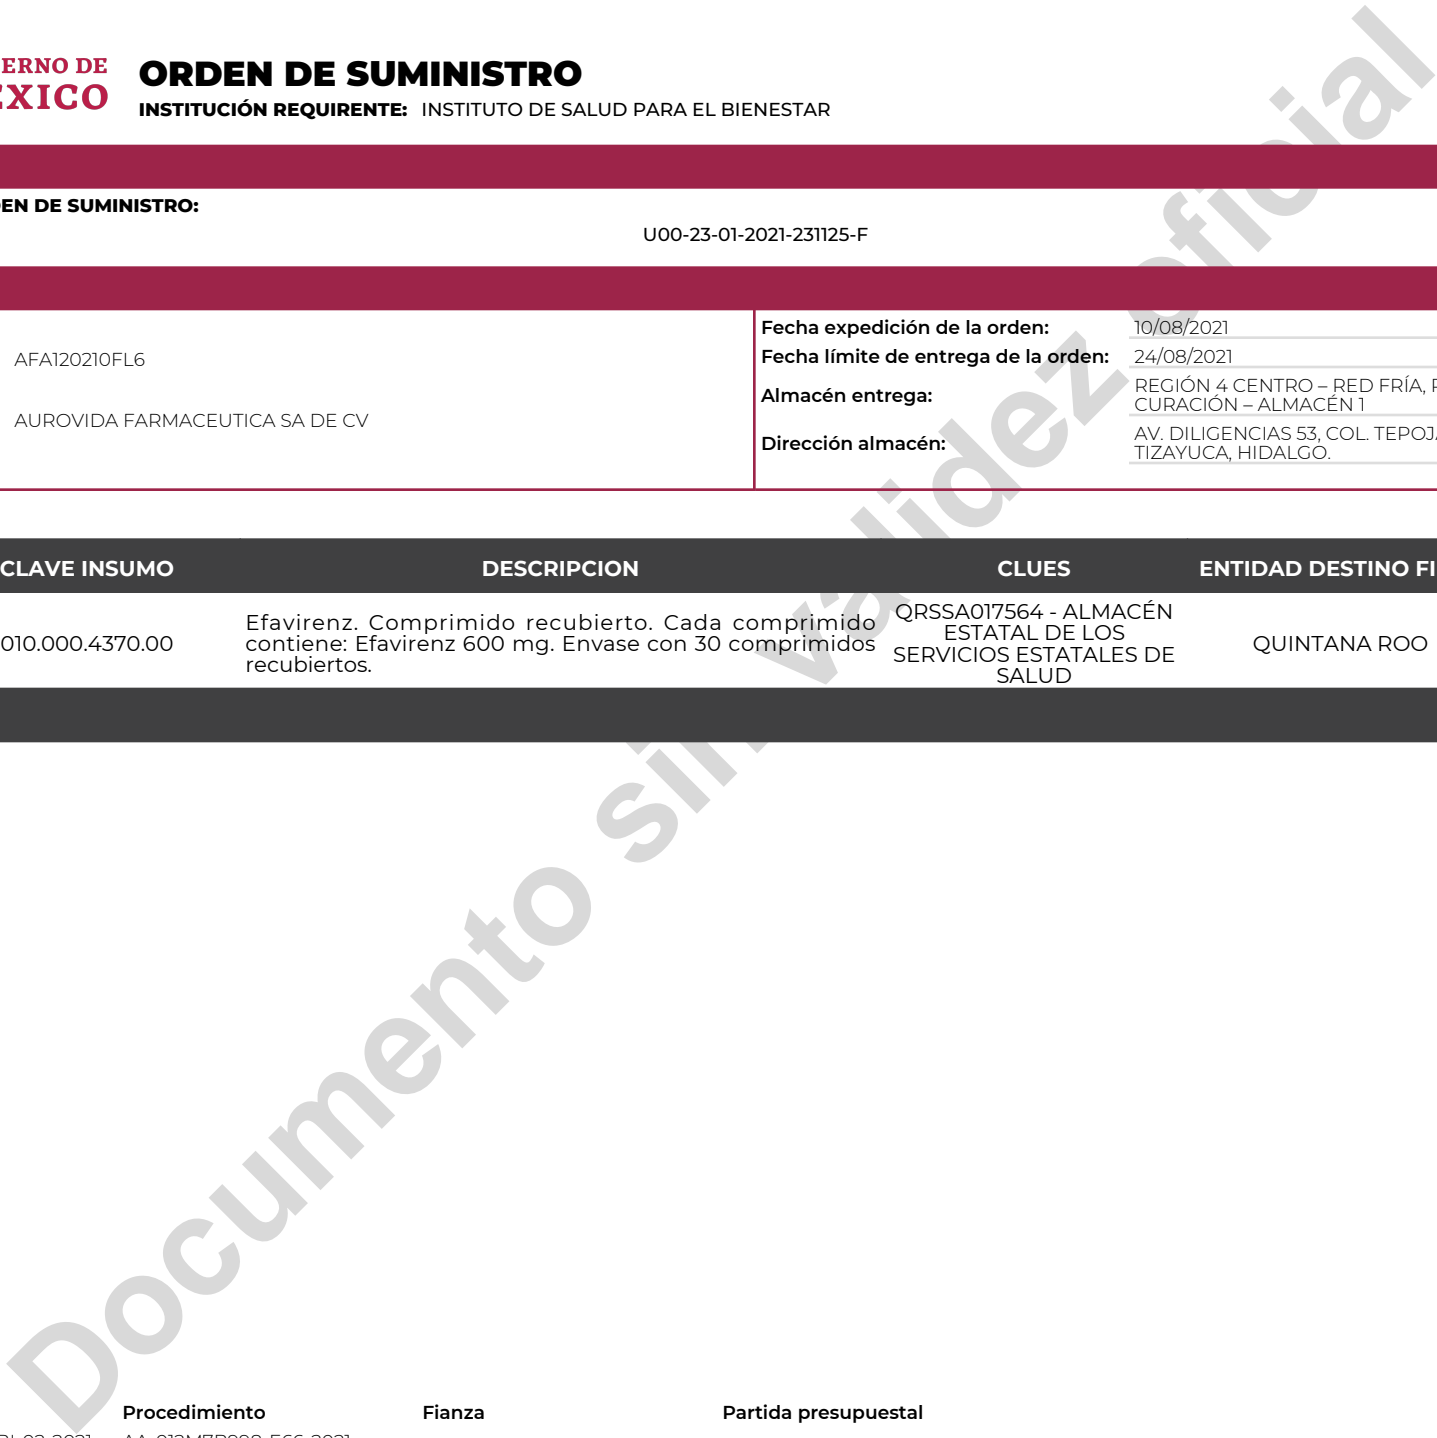 ERNO DE
ORDEN DE SUMINISTRO
INSTITUCIÓN REQUIRENTE: INSTITUTO DE SALUD PARA EL BIENESTAR
EN DE SUMINISTRO:
U00-23-01-2021-231125-F
AFA120210FL6
AUROVIDA FARMACEUTICA SA DE CV
Fecha expedición de la orden: 10/08/2021
Fecha límite de entrega de la orden: 24/08/2021
Almacén entrega: REGIÓN 4 CENTRO – RED FRÍA,
CURACIÓN – ALMACÉN 1
Dirección almacén: AV. DILIGENCIAS 53, COL. TEPOJ
TIZAYUCA, HIDALGO.
CLAVE INSUMO DESCRIPCION CLUES ENTIDAD DESTINO FI
010.000.4370.00
Efavirenz. Comprimido recubierto. Cada comprimido
contiene: Efavirenz 600 mg. Envase con 30 comprimidos
recubiertos.
QRSSA017564 - ALMACÉN
ESTATAL DE LOS
SERVICIOS ESTATALES DE
SALUD
QUINTANA ROO
Documento sin validez oficial
Procedimiento Fianza Partida presupuestal